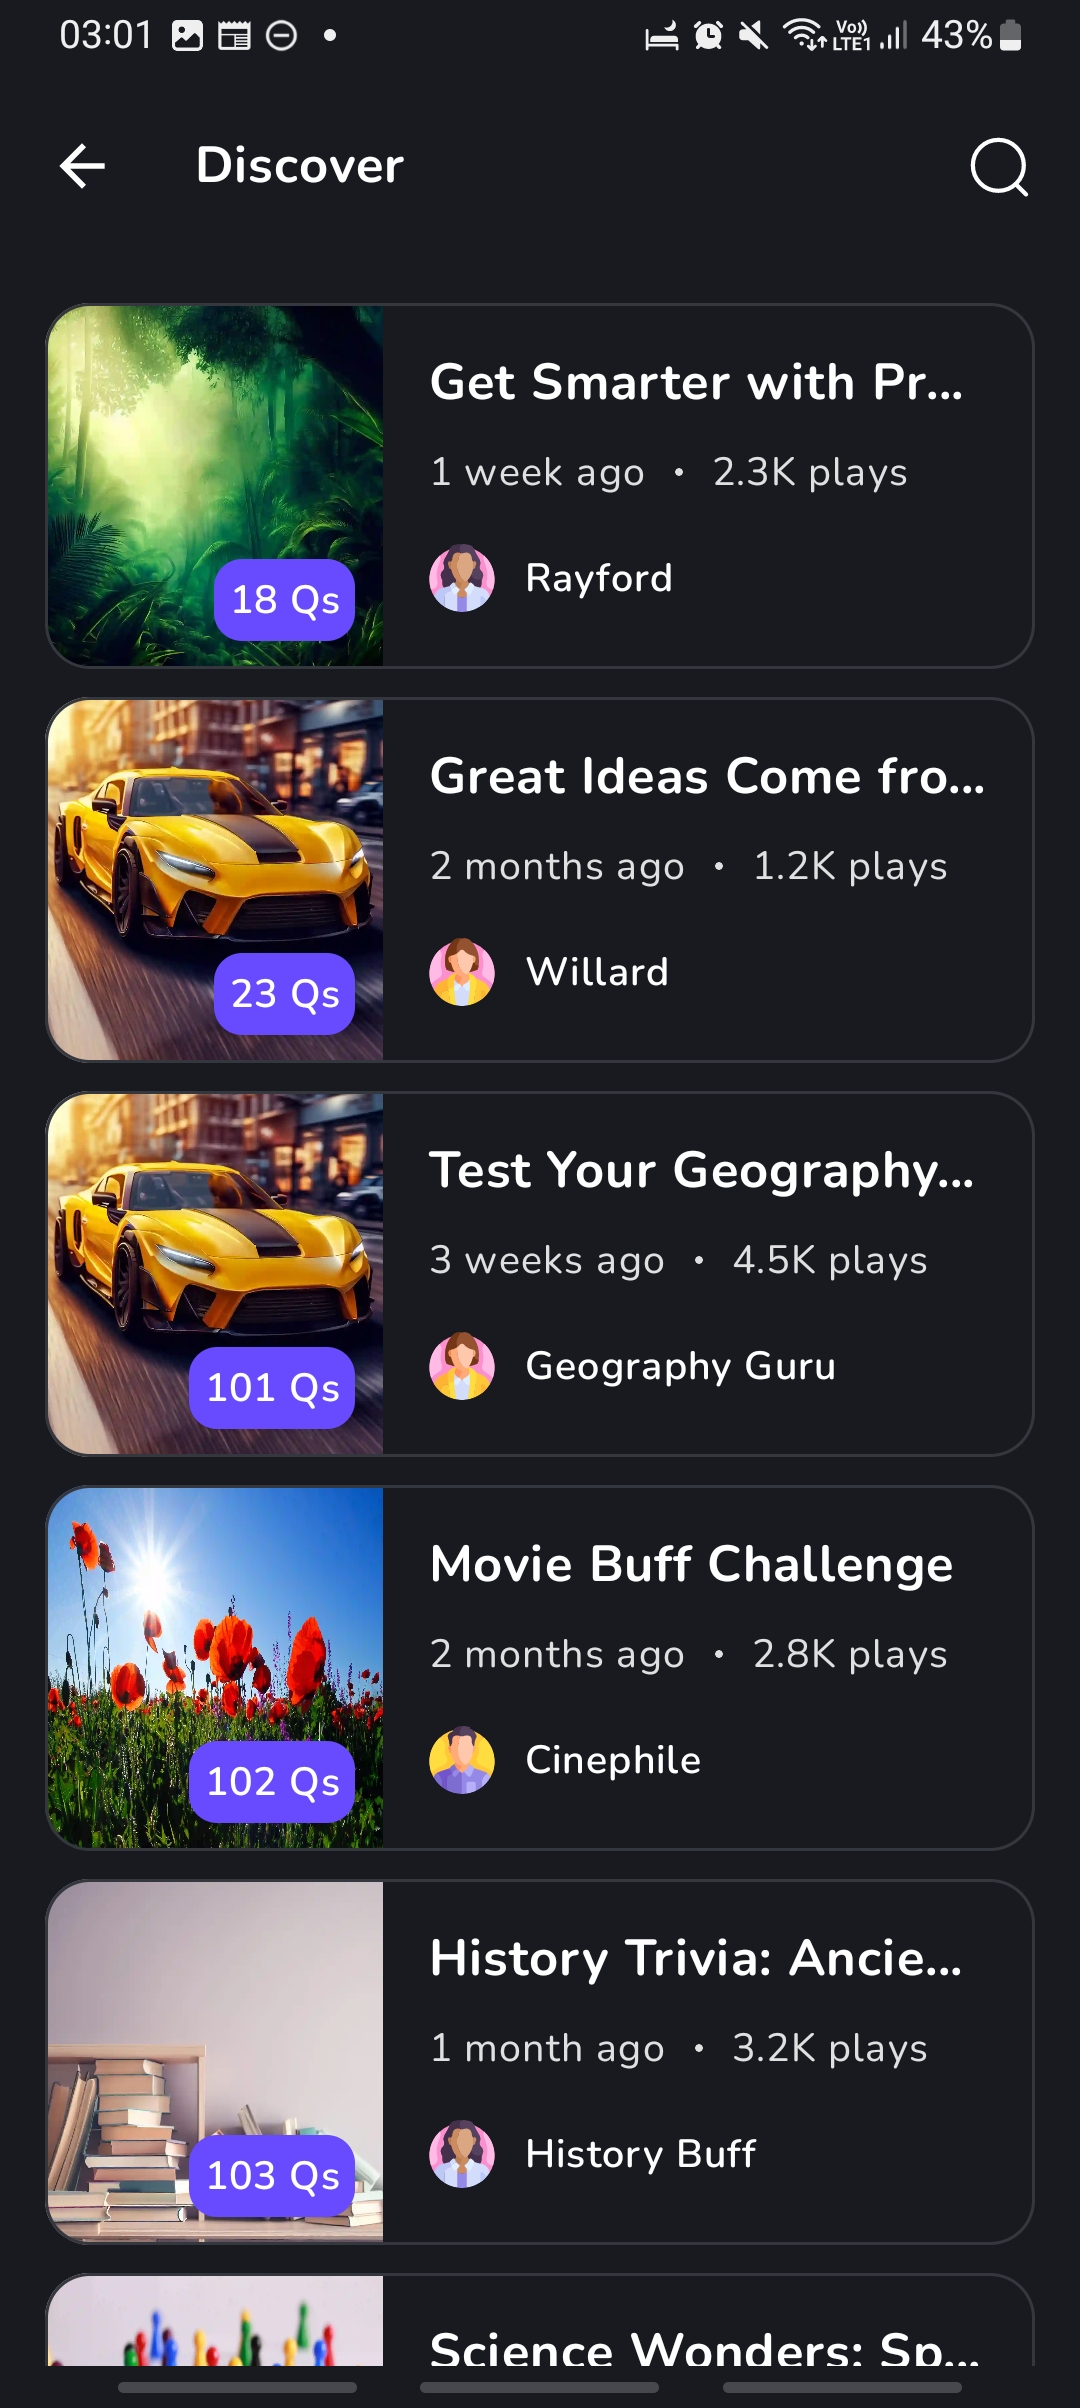 03:01
Vo)) LTE1 43%
Discover
Get Smarter with Pr...
1 week ago • 2.3K plays
18 Qs
Rayford
Great Ideas Come fro...
2 months ago • 1.2K plays
23 Qs
Willard
Test Your Geography...
3 weeks ago • 4.5K plays
101 Qs
Geography Guru
Movie Buff Challenge
2 months ago • 2.8K plays
102 Qs
Cinephile
History Trivia: Ancie...
1 month ago • 3.2K plays
103 Qs
History Buff
Science Wonders: Sp...